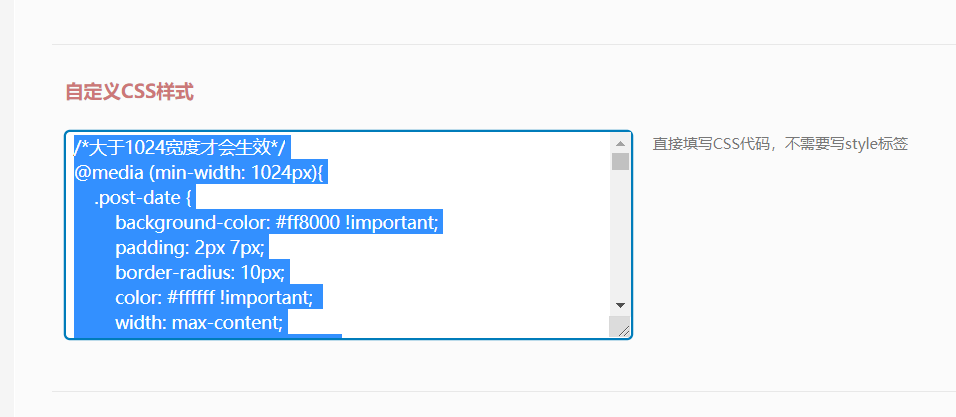 自定义CSS样式
/*大于1024宽度才会生效*/
直接填写CSS代码，不需要写style标签
@media (min-width: 1024px){
.post-date {
background-color: #ff8000 !important;
padding: 2px 7px;
border-radius: 10px;
color: #ffffff !important;
width: max-content;